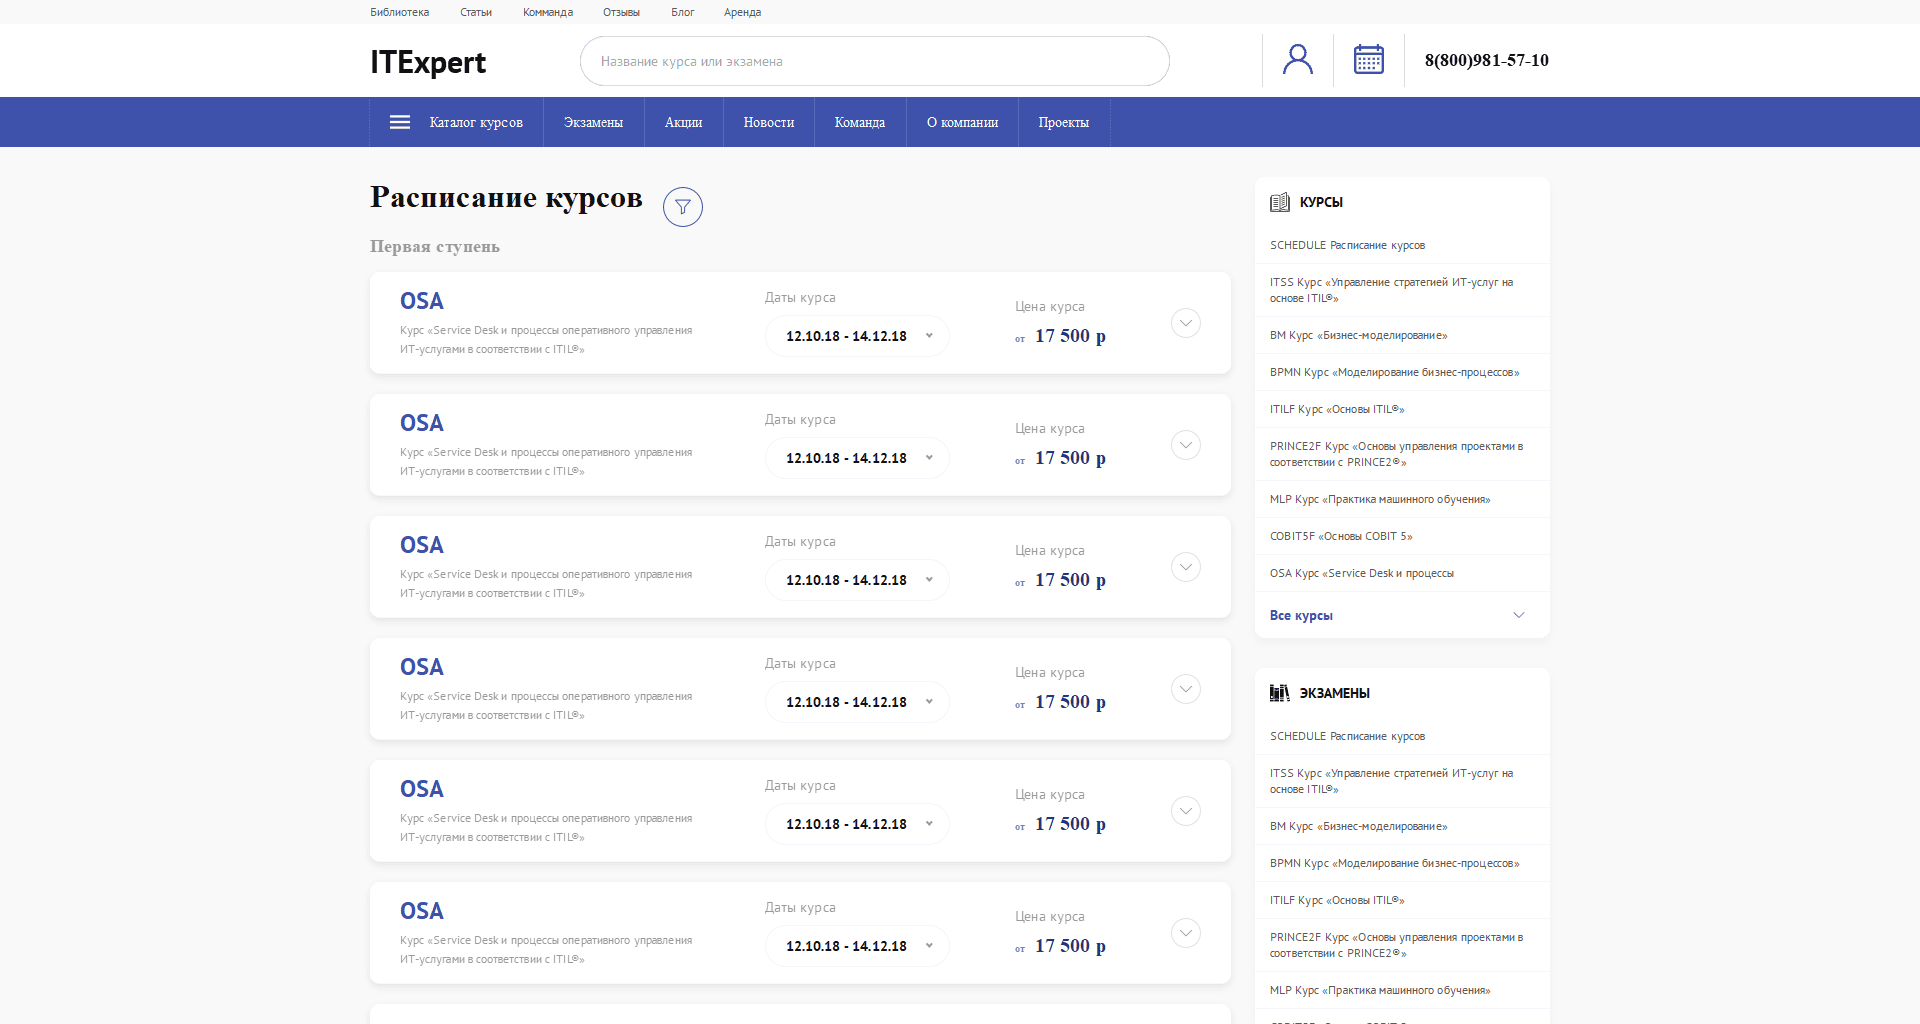 Библиотека Статьи Комманда Отзывы Блог Аренда
ITExpert
Название курса или экзамена
8(800)981-57-10
Каталог курсов Экзамены Акции Новости Команда О компании Проекты
Расписание курсов
Первая ступень
OSA
Курс «Service Desk и процессы оперативного управления
ИТ-услугами в соответствии с ITIL®»
Даты курса
12.10.18 - 14.12.18
Цена курса
от 17 500 р
OSA
Курс «Service Desk и процессы оперативного управления
ИТ-услугами в соответствии с ITIL®»
Даты курса
12.10.18 - 14.12.18
Цена курса
от 17 500 р
OSA
Курс «Service Desk и процессы оперативного управления
ИТ-услугами в соответствии с ITIL®»
Даты курса
12.10.18 - 14.12.18
Цена курса
от 17 500 р
OSA
Курс «Service Desk и процессы оперативного управления
ИТ-услугами в соответствии с ITIL®»
Даты курса
12.10.18 - 14.12.18
Цена курса
от 17 500 р
OSA
Курс «Service Desk и процессы оперативного управления
ИТ-услугами в соответствии с ITIL®»
Даты курса
12.10.18 - 14.12.18
Цена курса
от 17 500 р
OSA
Курс «Service Desk и процессы оперативного управления
ИТ-услугами в соответствии с ITIL®»
Даты курса
12.10.18 - 14.12.18
Цена курса
от 17 500 р
КУРСЫ
SCHEDULE Расписание курсов
ITSS Курс «Управление стратегией ИТ-услуг на
основе ITIL®»
BM Курс «Бизнес-моделирование»
BPMN Курс «Моделирование бизнес-процессов»
ITILF Курс «Основы ITIL®»
PRINCE2F Курс «Основы управления проектами в
соответствии с PRINCE2®»
MLP Курс «Практика машинного обучения»
COBIT5F «Основы COBIT 5»
OSA Курс «Service Desk и процессы
Все курсы
ЭКЗАМЕНЫ
SCHEDULE Расписание курсов
ITSS Курс «Управление стратегией ИТ-услуг на
основе ITIL®»
BM Курс «Бизнес-моделирование»
BPMN Курс «Моделирование бизнес-процессов»
ITILF Курс «Основы ITIL®»
PRINCE2F Курс «Основы управления проектами в
соответствии с PRINCE2®»
MLP Курс «Практика машинного обучения»